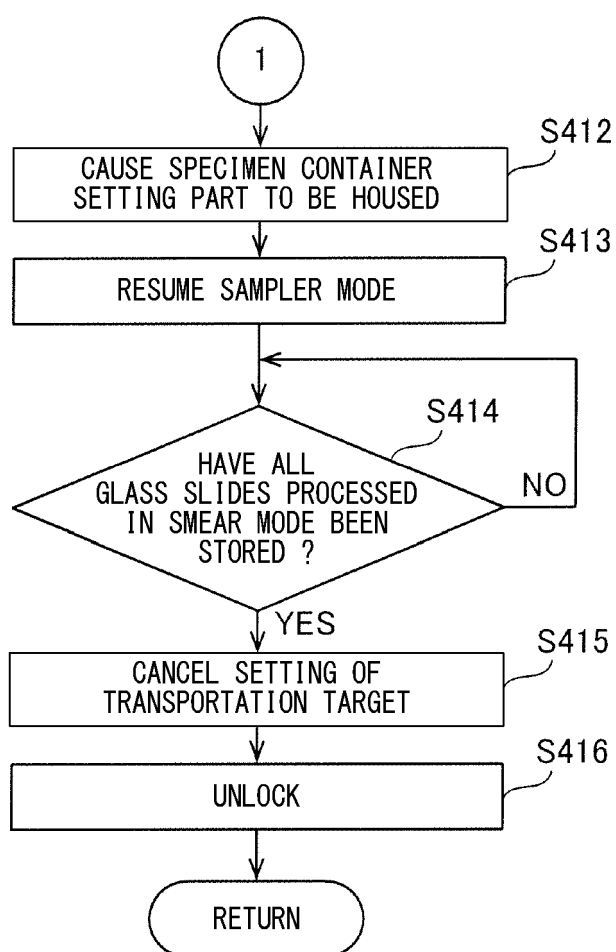 1
S412
CAUSE SPECIMEN CONTAINER
SETTING PART TO BE HOUSED
S413
RESUME SAMPLER MODE
S414
HAVE ALL
GLASS SLIDES PROCESSED
IN SMEAR MODE BEEN
STORED ?
NO
YES
S415
CANCEL SETTING OF
TRANSPORTATION TARGET
S416
UNLOCK
RETURN